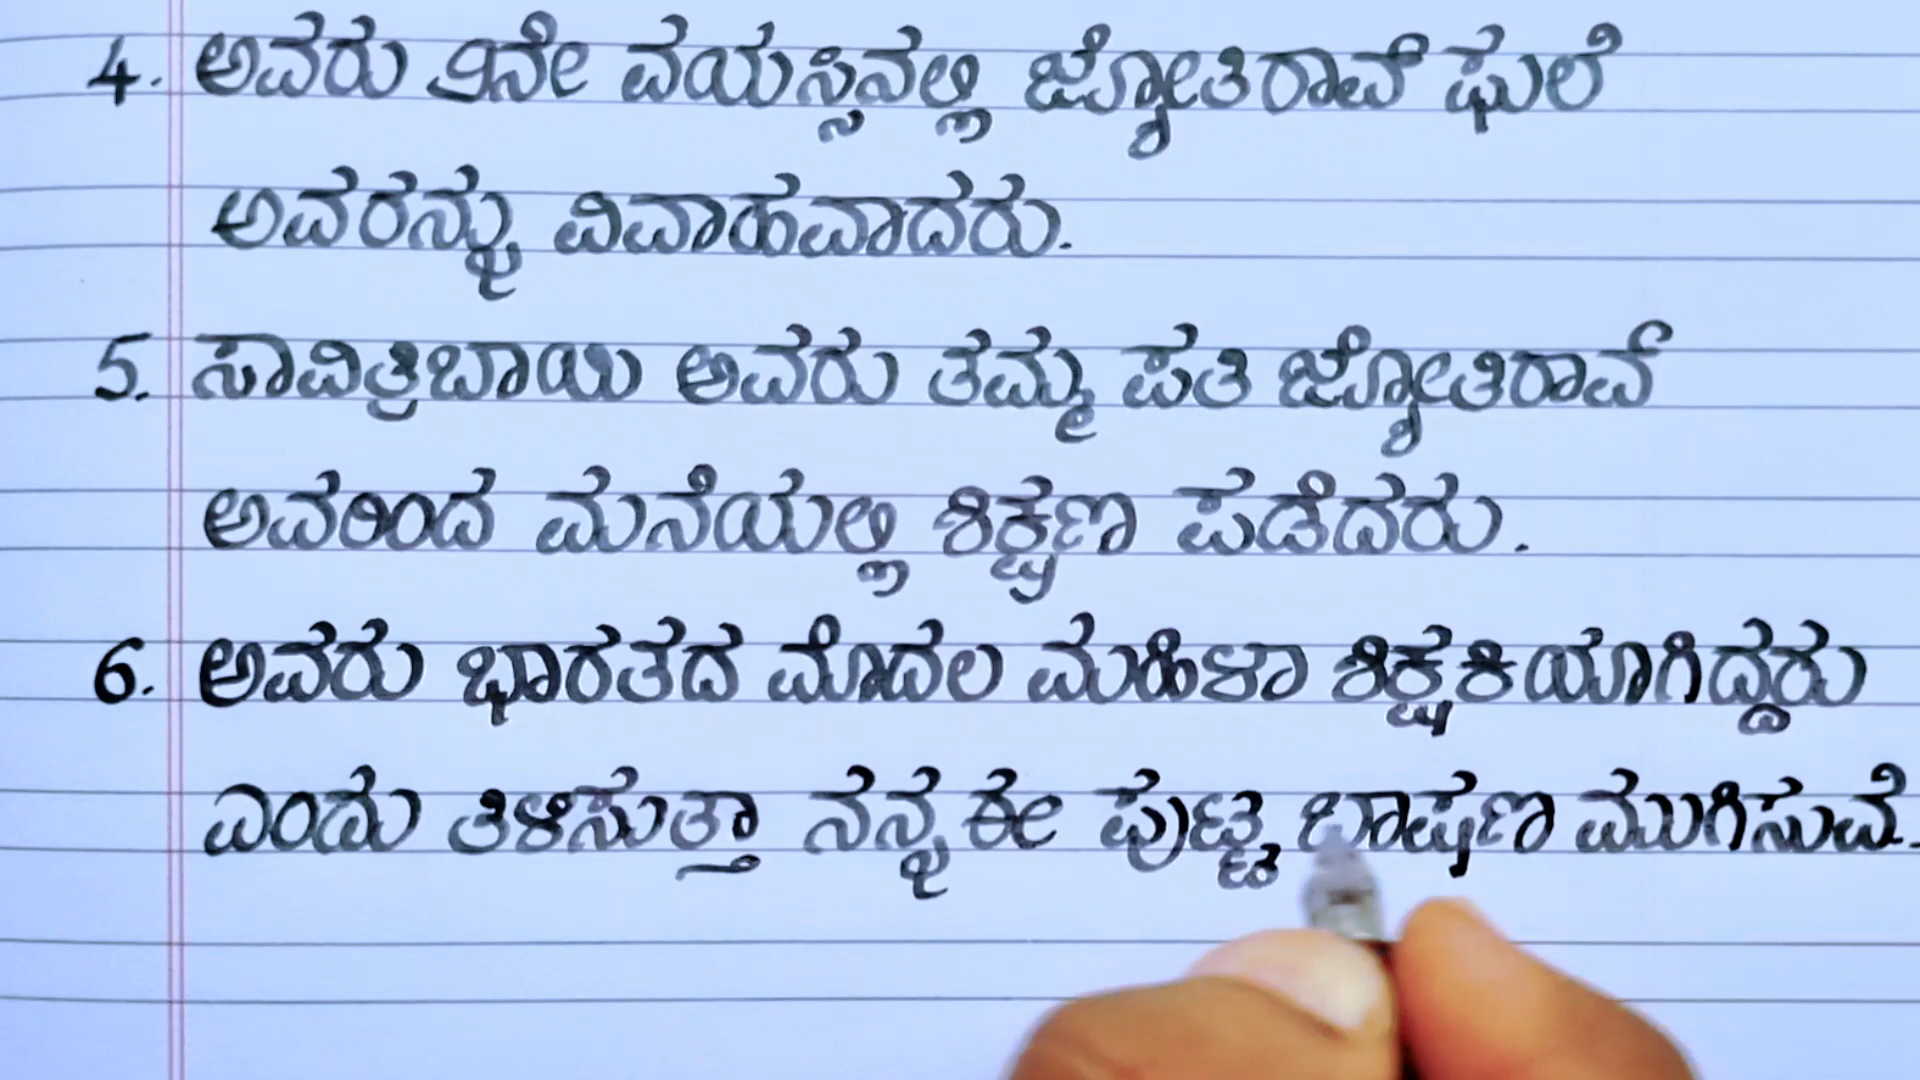 4. ಅವರು 9ನೇ ವಯಸ್ಸಿನಲ್ಲಿ ಜ್ಯೋತಿರಾವ್ ಫುಲೆ
ಅವರನ್ನು ವಿವಾಹವಾದರು.
5. ಸಾವಿತ್ರಿಬಾಯಿ ಅವರು ತಮ್ಮ ಪತಿ ಜ್ಯೋತಿರಾವ್
ಅವರಿಂದ ಮನೆಯಲ್ಲಿ ಶಿಕ್ಷಣ ಪಡೆದರು.
6. ಅವರು ಭಾರತದ ಮೊದಲ ಮಹಿಳಾ ಶಿಕ್ಷಕಿಯಾಗಿದ್ದರು
ಎಂದು ತಿಳಿಸುತ್ತಾ ನನ್ನ ಈ ಪುಟ್ಟ ಬಾಷಣ ಮುಗಿಸುವೆ.